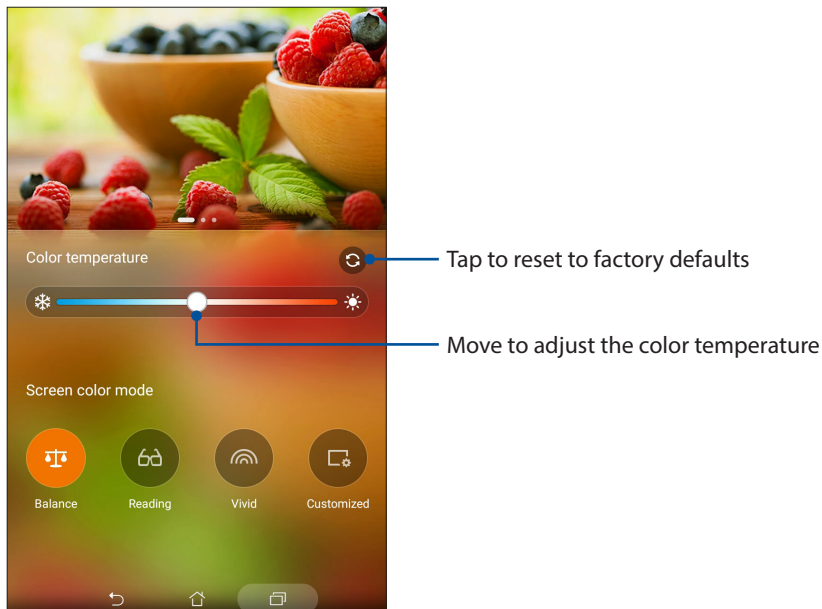 Color temperature
Tap to reset to factory defaults
Move to adjust the color temperature
Screen color mode
Balance
Reading
Vivid
Customized